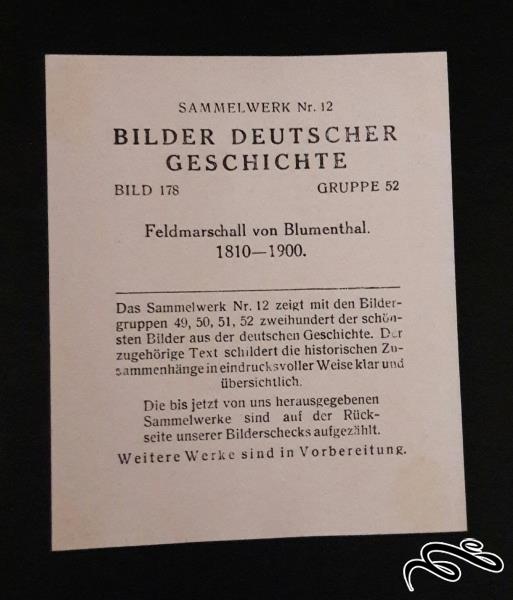 SAMMELWERK Nr. 12
BILDER DEUTSCHER
GESCHICHTE
BILD 178 GRUPPE 52
Feldmarschall von Blumenthal.
1810—1900.
Das Sammelwerk Nr. 12 zeigt mit den Bilder-
gruppen 49, 50, 51, 52 zweihundert der schön-
sten Bilder aus der deutschen Geschichte. Der
zugehörige Text schildert die historischen Zu-
sammenhänge in eindrucksvoller Weise klar und
übersichtlich.
Die bis jetzt von uns herausgegebenen
Sammelwerke sind auf der Rück-
seite unserer Bilderschecks aufgezählt.
Weitere Werke sind in Vorbereitung.